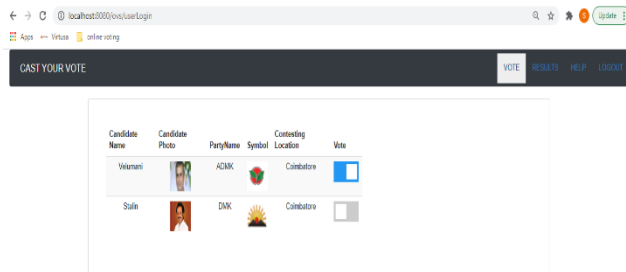 localhost:8080/ovs/userLogin
Update
Apps Virtusa online voting
CAST YOUR VOTE VOTE RESULTS HELP LOGOUT
Candidate Name Candidate Photo PartyName Symbol Contesting Location Vote
Velumani ADMK Coimbatore
Stalin DMK Coimbatore